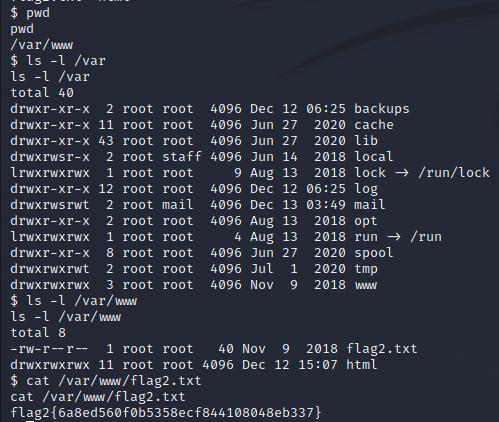 $ pwd
pwd
/var/www
$ ls -l /var
ls -l /var
total 40
drwxr-xr-x  2 root root  4096 Dec 12 06:25 backups
drwxr-xr-x 11 root root  4096 Jun 27  2020 cache
drwxr-xr-x 43 root root  4096 Jun 27  2020 lib
drwxrwsr-x  2 root staff 4096 Jun 14  2018 local
lrwxrwxrwx  1 root root     9 Aug 13  2018 lock -> /run/lock
drwxr-xr-x 12 root root  4096 Dec 12 06:25 log
drwxrwsrwt  2 root mail  4096 Dec 13 03:49 mail
drwxr-xr-x  2 root root  4096 Aug 13  2018 opt
lrwxrwxrwx  1 root root     4 Aug 13  2018 run -> /run
drwxr-xr-x  8 root root  4096 Jun 27  2020 spool
drwxrwxrwt  2 root root  4096 Jul  1  2020 tmp
drwxrwxrwx  3 root root  4096 Nov  9  2018 www
$ ls -l /var/www
ls -l /var/www
total 8
-rw-r--r--  1 root root   40 Nov  9  2018 flag2.txt
drwxrwxrwx 11 root root 4096 Dec 12 15:07 html
$ cat /var/www/flag2.txt
cat /var/www/flag2.txt
flag2{6a8ed560f0b5358ecf844108048eb337}